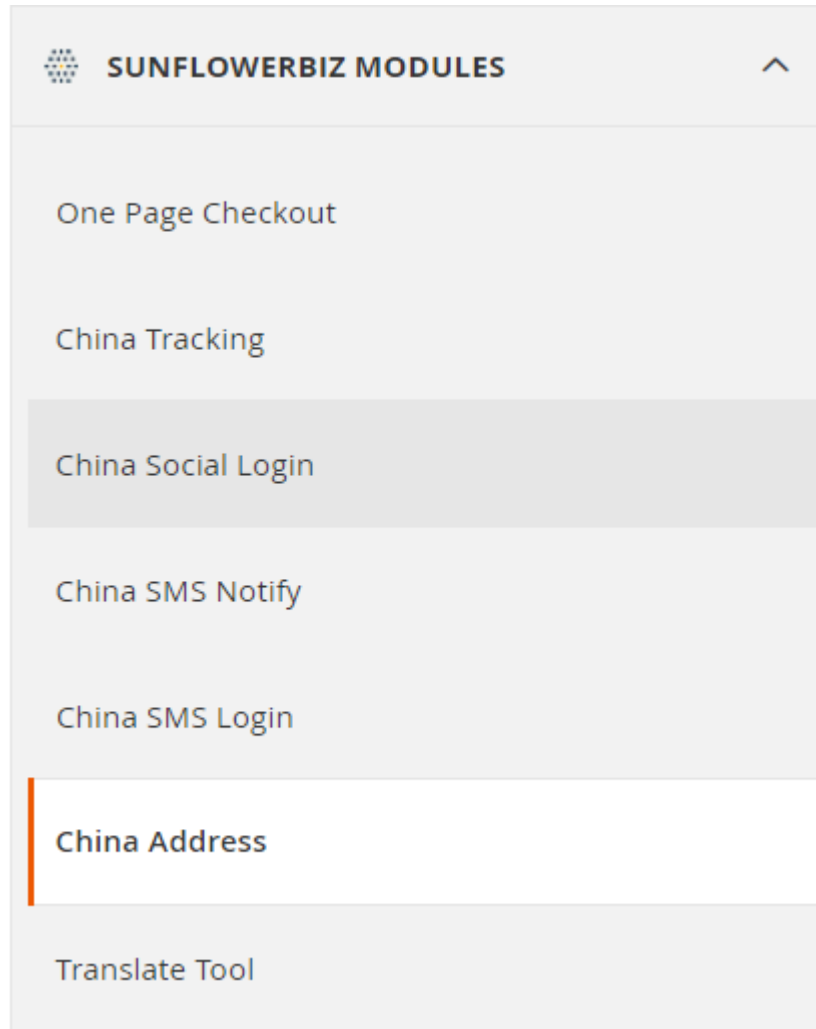 SUNFLOWERBIZ MODULES
One Page Checkout
China Tracking
China Social Login
China SMS Notify
China SMS Login
China Address
Translate Tool